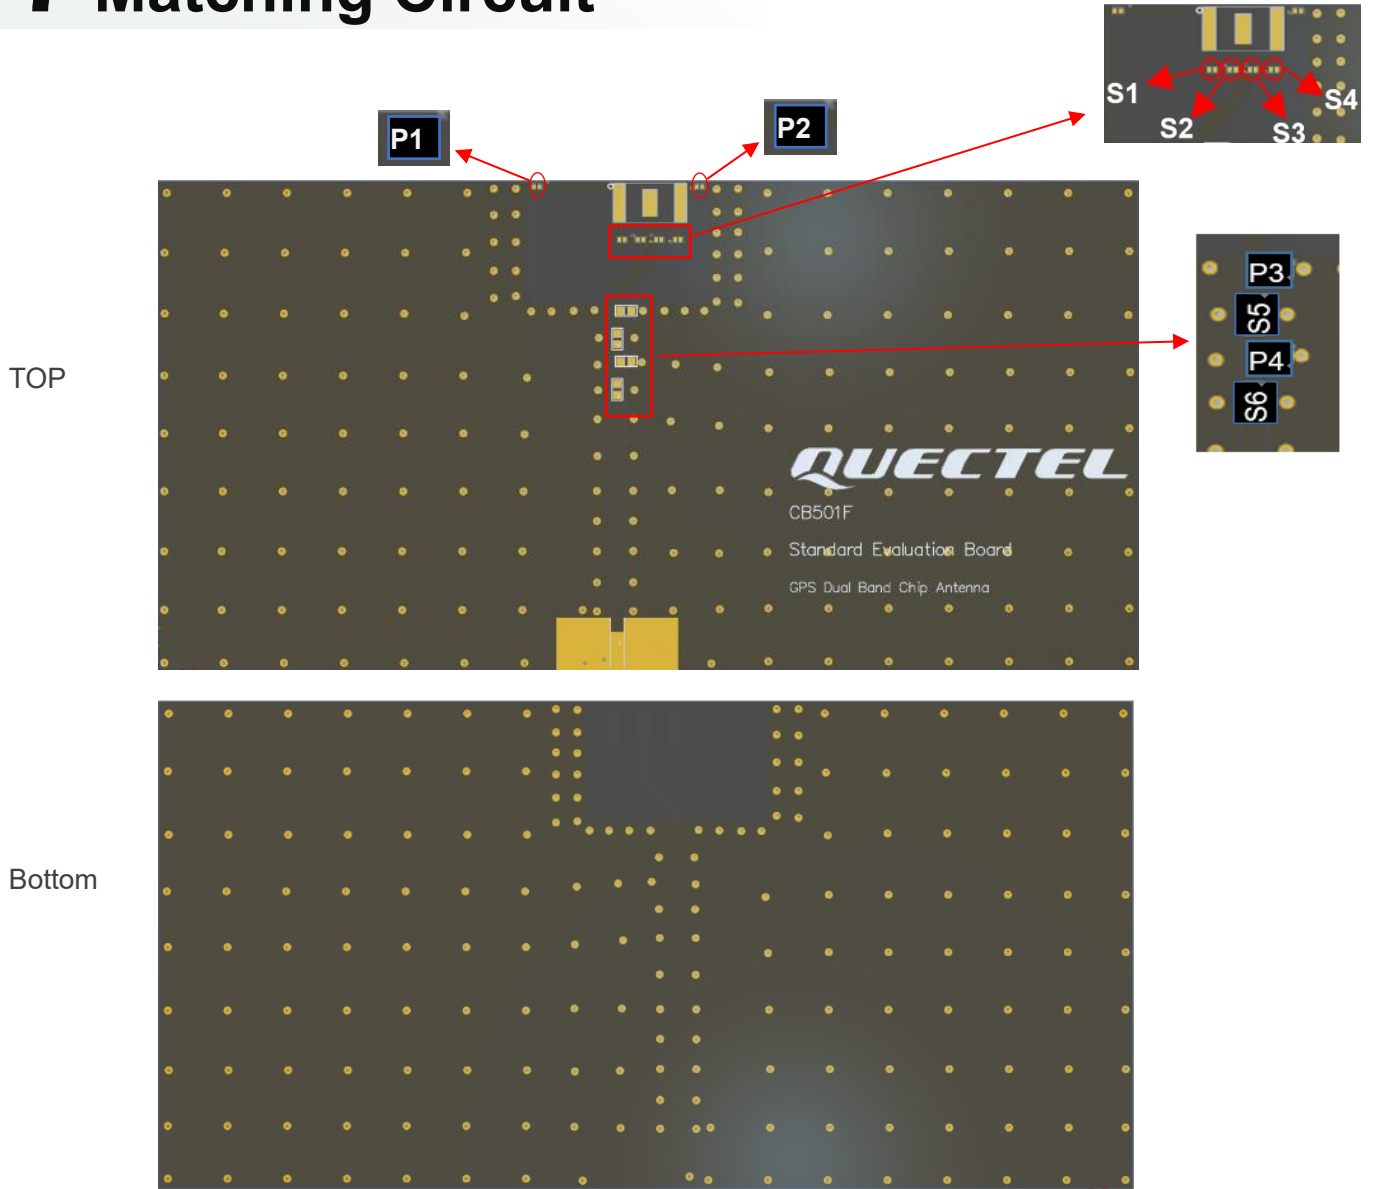 Matching Circuit
S1
S4
S2
S3
P1
P2
P3
S5
P4
S6
TOP
QUECTEL
CB501F
Standard Evaluation Board
GPS Dual Band Chip Antenna
Bottom